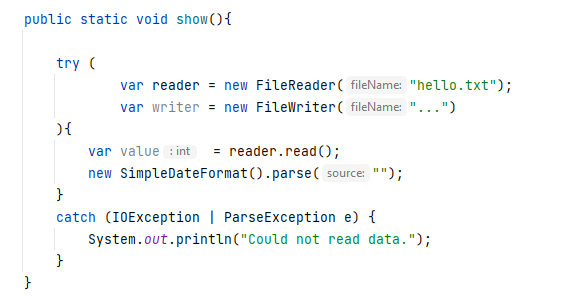 public static void show(){
try (
var reader = new FileReader( fileName: "hello.txt");
var writer = new FileWriter( fileName: "...")
){
var value : int = reader.read();
new SimpleDateFormat().parse( source: "");
}
catch (IOException | ParseException e) {
System.out.println("Could not read data.");
}
}